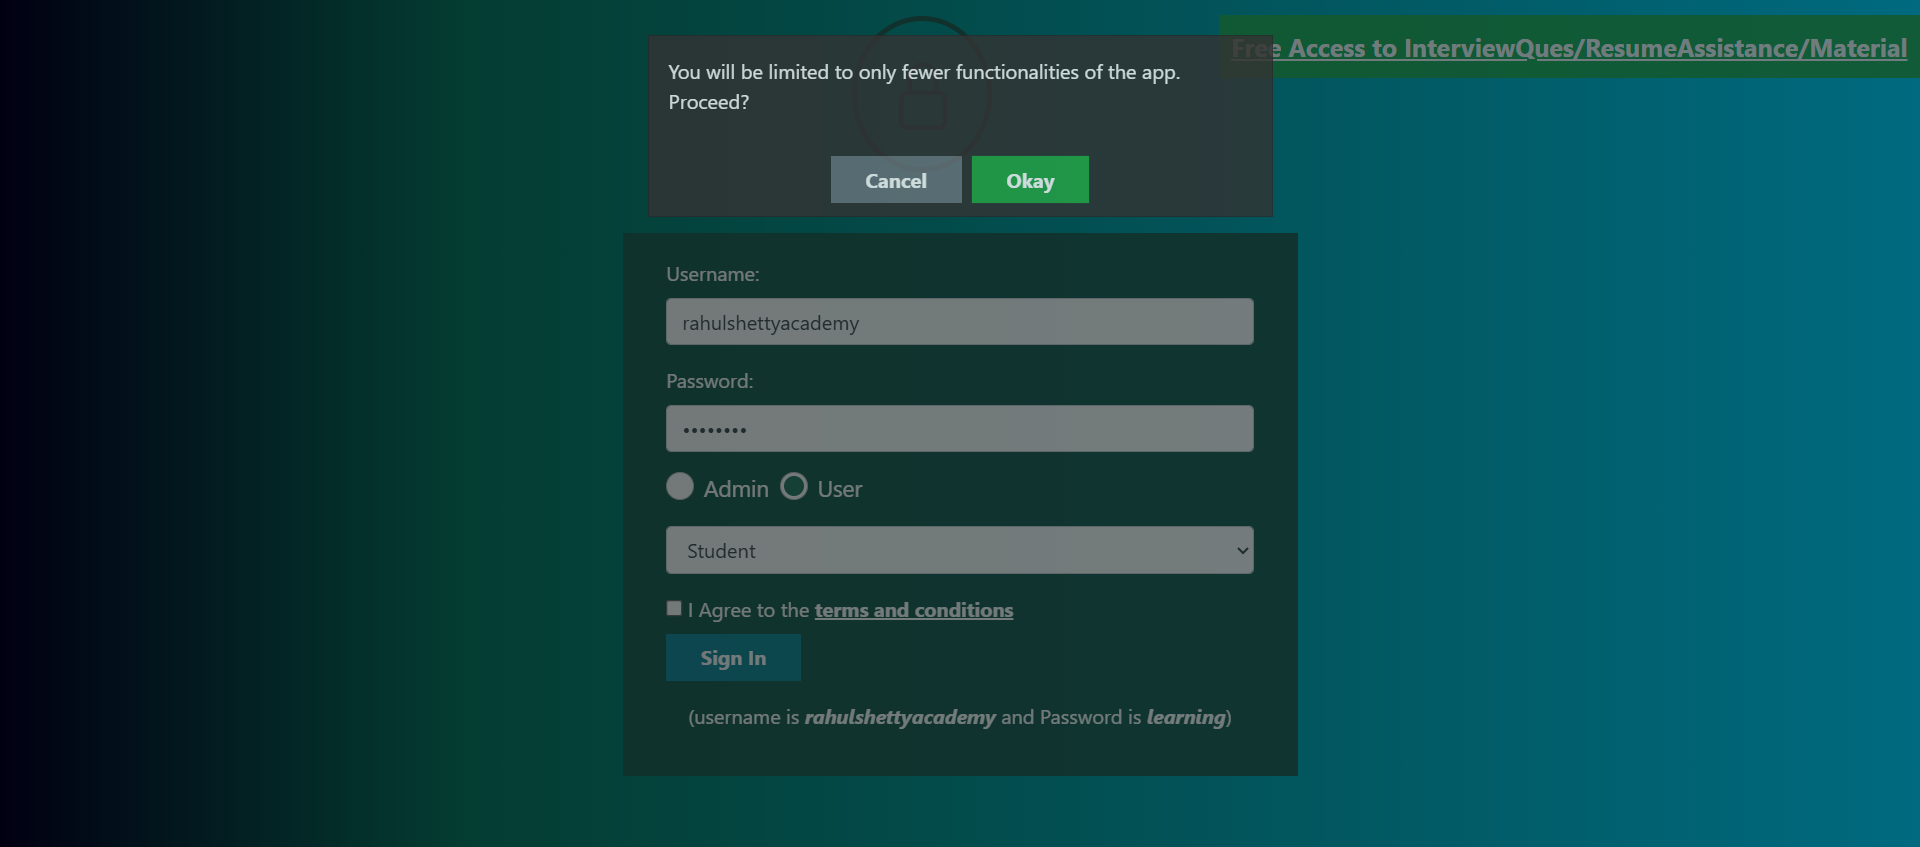 Free Access to InterviewQues/ResumeAssistance/Material
You will be limited to only fewer functionalities of the app.
Proceed?
Cancel Okay
Username:
rahulshettyacademy
Password:
••••••••
Admin User
Student
I Agree to the terms and conditions
Sign In
(username is rahulshettyacademy and Password is learning)